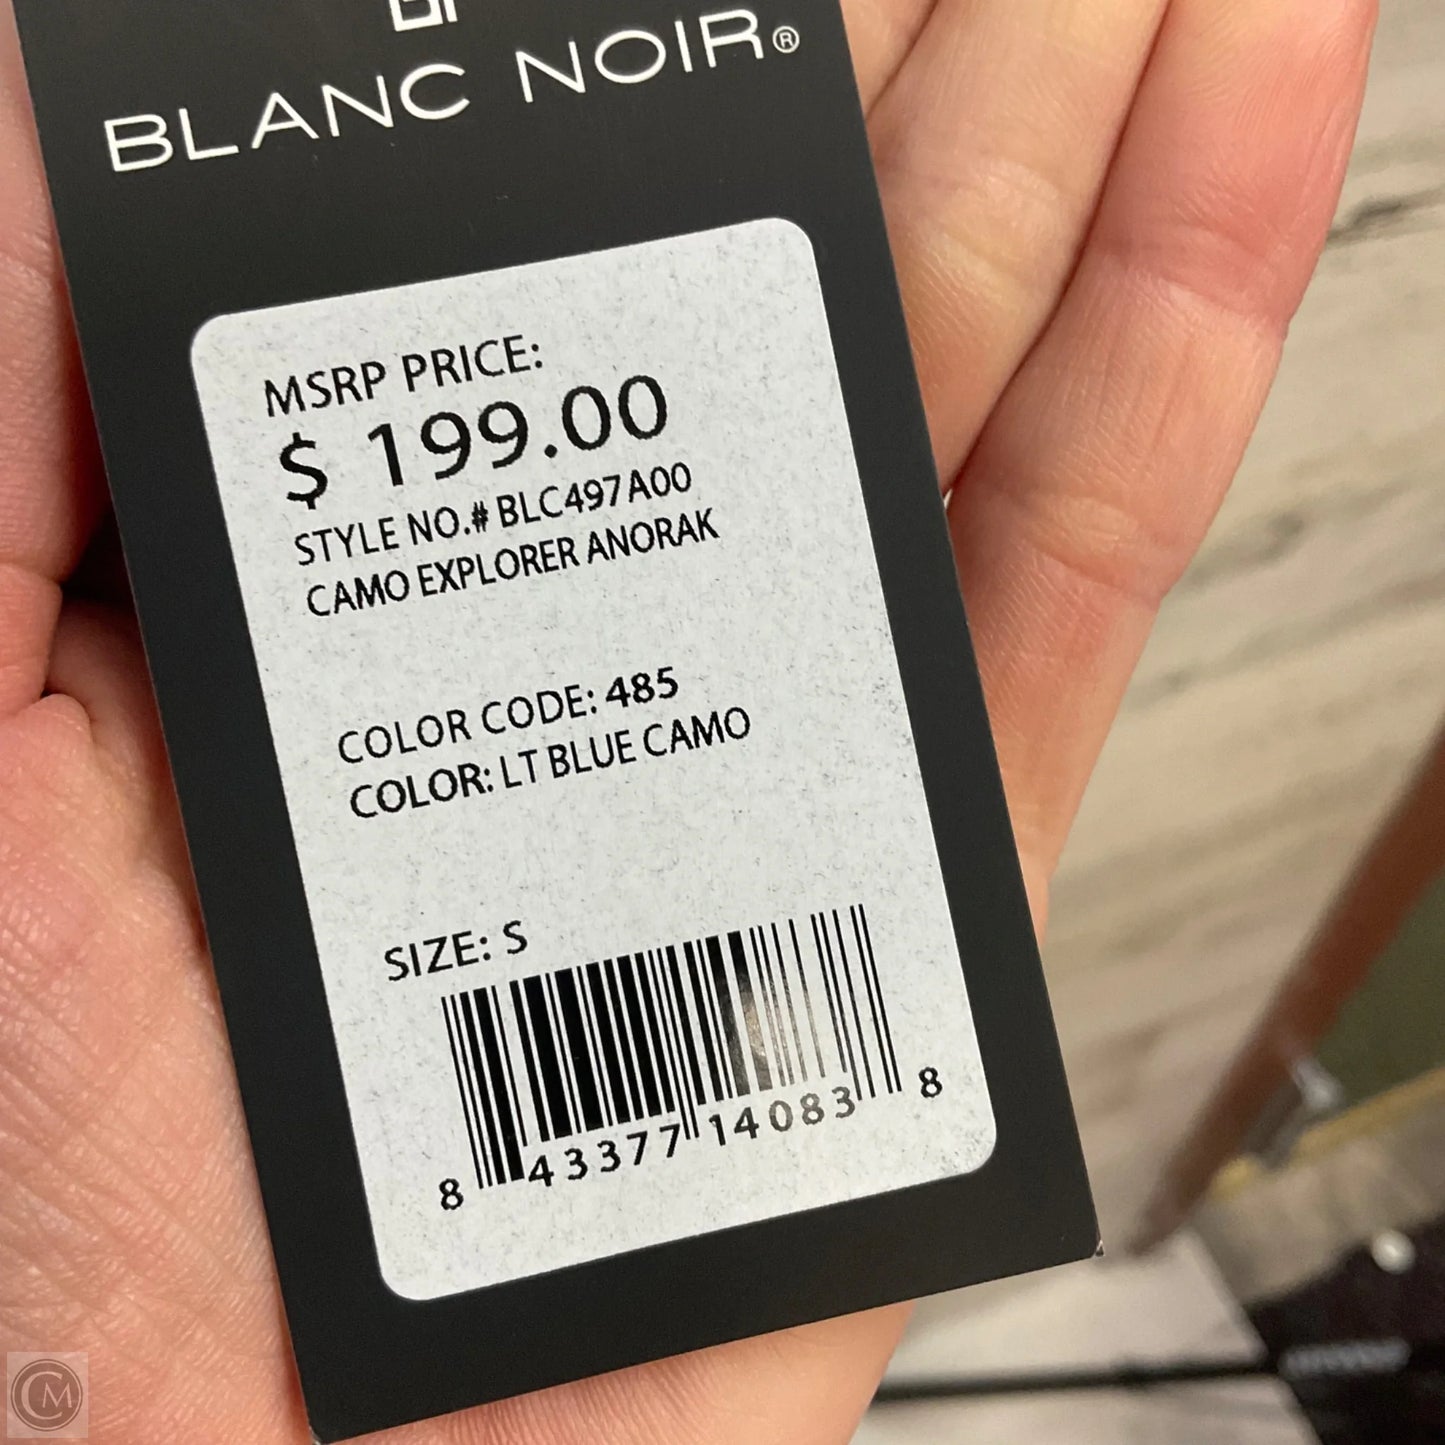 BLANC NOIR®
MSRP PRICE:
$ 199.00
STYLE NO.# BLC497A00
CAMO EXPLORER ANORAK
COLOR CODE: 485
COLOR: LT BLUE CAMO
SIZE: S
8 43377 14083 8
CM